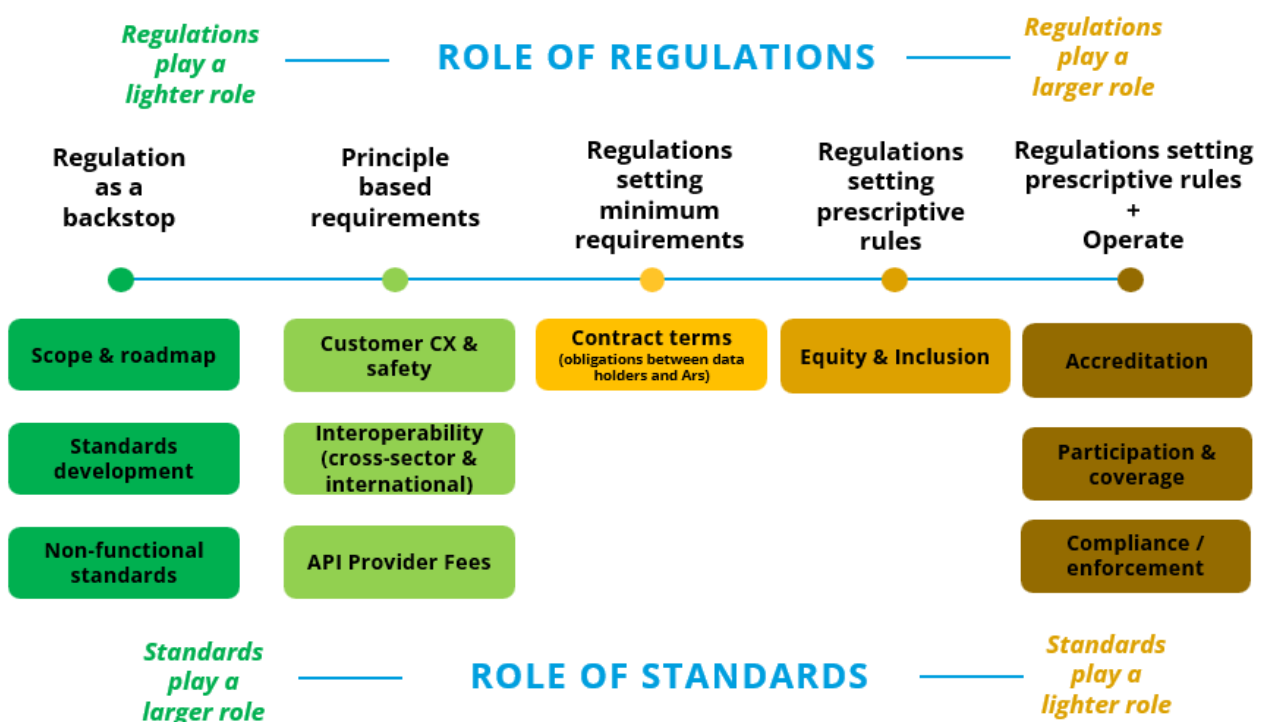 Regulations
play a
lighter role
ROLE OF REGULATIONS
Regulations
play a
larger role
Regulation
as a
backstop
Principle
based
requirements
Regulations
setting
minimum
requirements
Regulations
setting
prescriptive
rules
Regulations setting
prescriptive rules
+
Operate
Scope & roadmap
Customer CX &
safety
Contract terms
(obligations between data
holders and Ars)
Equity & Inclusion
Accreditation
Standards
development
Interoperability
(cross-sector &
international)
Participation &
coverage
Non-functional
standards
API Provider Fees
Compliance /
enforcement
Standards
play a
larger role
ROLE OF STANDARDS
Standards
play a
lighter role